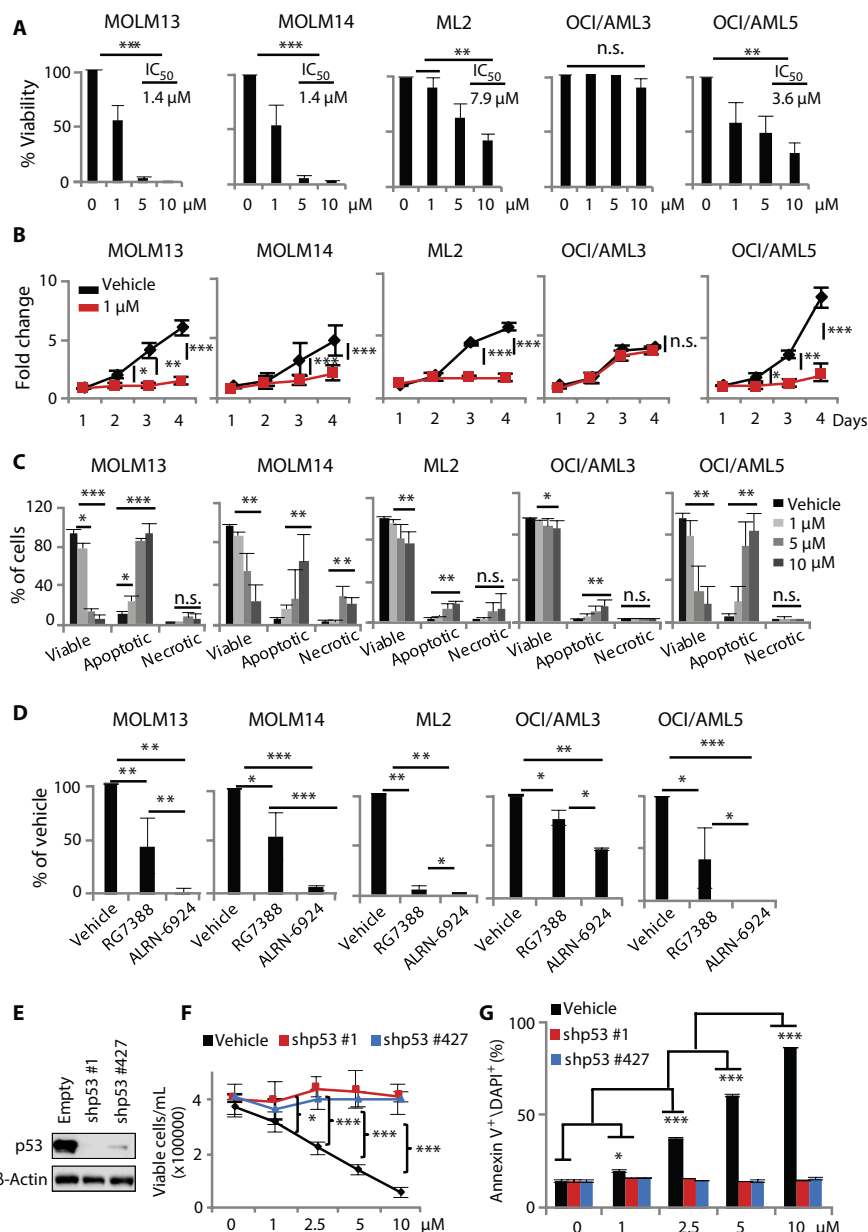 A
MOLM13 MOLM14 ML2 OCI/AML3 OCI/AML5
*** *** ** n.s. **
IC50 IC50 IC50 IC50
1.4 µM 1.4 µM 7.9 µM 3.6 µM
% Viability
100
50
0
0 1 5 10 µM 0 1 5 10 µM 0 1 5 10 µM 0 1 5 10 µM 0 1 5 10 µM
B
MOLM13 MOLM14 ML2 OCI/AML3 OCI/AML5
Vehicle
1 µM
Fold change
10
5
0
* ** *** *** *** *** *** n.s. * ** ***
1 2 3 4 1 2 3 4 1 2 3 4 1 2 3 4 1 2 3 4 Days
C
MOLM13 MOLM14 ML2 OCI/AML3 OCI/AML5
% of cells
120
80
40
0
*** * *** * n.s. ** ** ** ** ** n.s. * ** n.s. ** ** n.s.
Vehicle
1 µM
5 µM
10 µM
Viable Apoptotic Necrotic Viable Apoptotic Necrotic Viable Apoptotic Necrotic Viable Apoptotic Necrotic Viable Apoptotic Necrotic
D
MOLM13 MOLM14 ML2 OCI/AML3 OCI/AML5
** *** ** ** ***
** ** * *** ** * * * * *
% of vehicle
100
50
0
Vehicle RG7388 ALRN-6924 Vehicle RG7388 ALRN-6924 Vehicle RG7388 ALRN-6924 Vehicle RG7388 ALRN-6924 Vehicle RG7388 ALRN-6924
E
Empty shp53 #1 shp53 #427
p53
β-Actin
F
Vehicle shp53 #1 shp53 #427
Viable cells/mL
(x100000)
4
2
0
* *** *** ***
0 1 2.5 5 10 µM
G
Vehicle
shp53 #1
shp53 #427
Annexin V+\DAPI+ (%)
100
50
0
* *** *** ***
0 1 2.5 5 10 µM